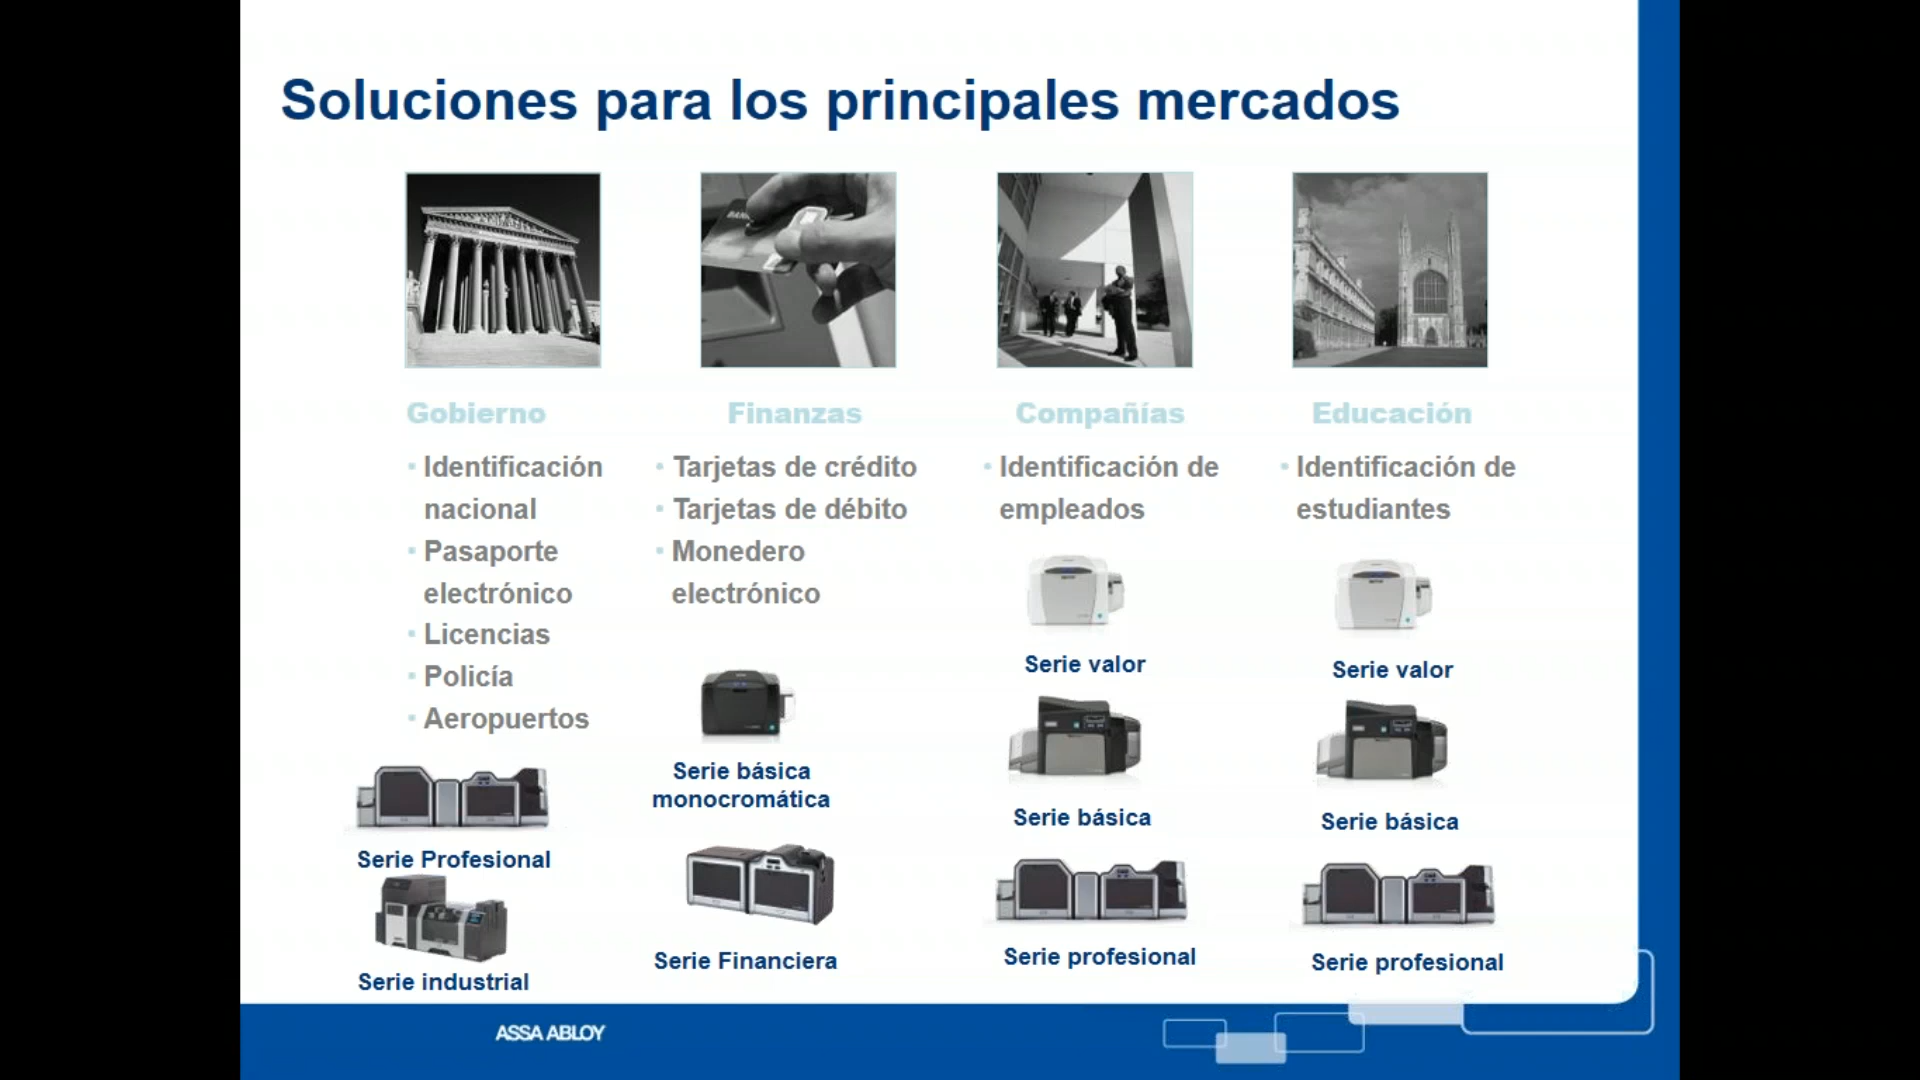 Soluciones para los principales mercados
BAN
Gobierno
Identificación
nacional
Pasaporte
electrónico
Licencias
Policía
Aeropuertos
Serie Profesional
Serie industrial
Finanzas
Tarjetas de crédito
Tarjetas de débito
Monedero
electrónico
Serie básica
monocromática
Serie Financiera
Compañías
Identificación de
empleados
Serie valor
Serie básica
Serie profesional
Educación
Identificación de
estudiantes
Serie valor
Serie básica
Serie profesional
ASSA ABLOY